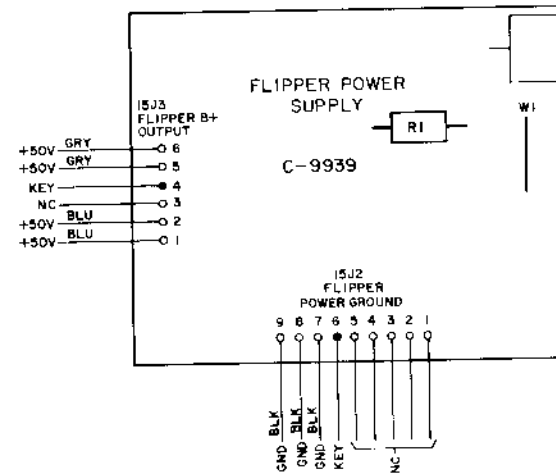 FLIPPER POWER
SUPPLY
C-9939
R1
W1
15J3
FLIPPER B+
OUTPUT
+50V GRY 6
+50V GRY 5
KEY 4
NC 3
+50V BLU 2
+50V BLU 1
15J2
FLIPPER
POWER GROUND
9 8 7 6 5 4 3 2 1
BLK BLK BLK
GND GND GND KEY NC